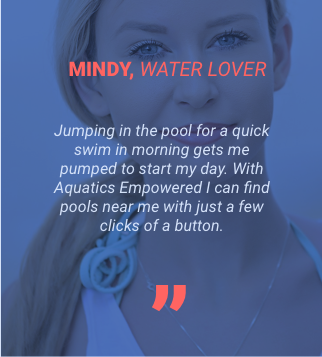 MINDY, WATER LOVER
Jumping in the pool for a quick
swim in morning gets me
pumped to start my day. With
Aquatics Empowered I can find
pools near me with just a few
clicks of a button.
”